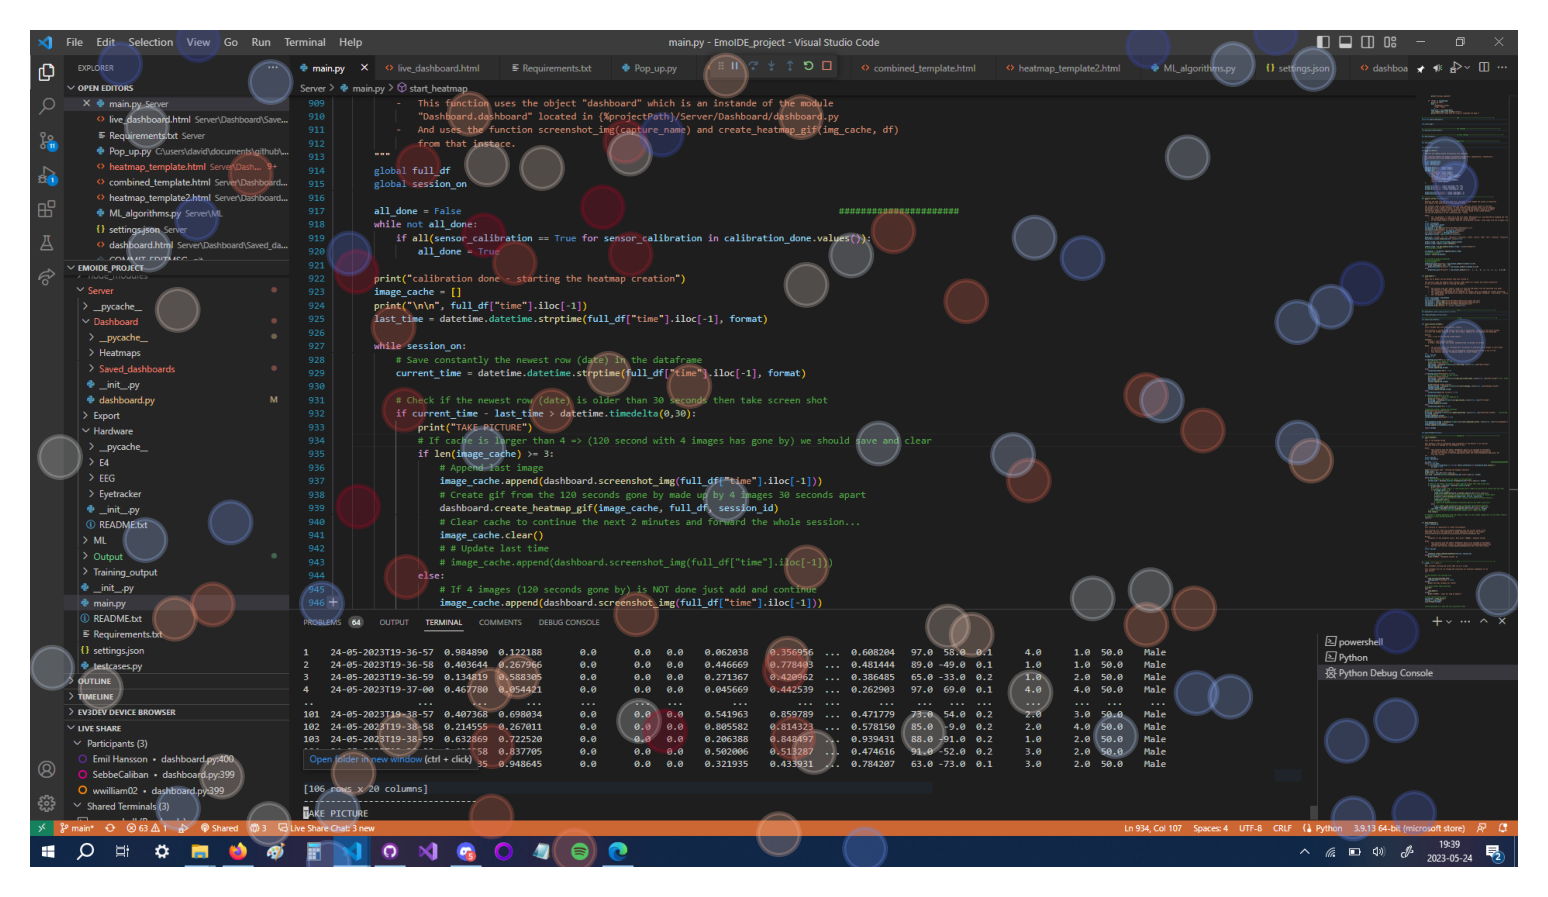 File Edit Selection View Go Run Terminal Help
main.py - EmoIDE_project - Visual Studio Code
EXPLORER
OPEN EDITORS
main.py Server
live_dashboard.html Server\Dashboard\Save...
Requirements.txt Server
Pop_up.py C:\users\david\documents\github\...
heatmap_template.html Server\Dash... 9+
combined_template.html Server\Dashboard...
heatmap_template2.html Server\Dashboard...
ML_algorithms.py Server\ML
settings.json Server
dashboard.html Server\Dashboard\Saved_da...
EMOIDE_PROJECT
Server
__pycache__
Dashboard
__pycache__
Heatmaps
Saved_dashboards
__init__.py
dashboard.py M
Export
Hardware
__pycache__
E4
EEG
Eyetracker
__init__.py
README.txt
ML
Output
Training_output
__init__.py
main.py
README.txt
Requirements.txt
settings.json
testcases.py
OUTLINE
TIMELINE
EV3DEV DEVICE BROWSER
LIVE SHARE
Participants (3)
Emil Hansson • dashboard.py:400
SebbeCaliban • dashboard.py:399
wwilliam02 • dashboard.py:399
Shared Terminals (3)
main.py live_dashboard.html Requirements.txt Pop_up.py combined_template.html heatmap_template2.html ML_algorithms.py settings.json dashboa
Server > main.py > start_heatmap
909 - This function uses the object "dashboard" which is an instande of the module
910 "Dashboard.dashboard" located in {%projectPath}/Server/Dashboard/dashboard.py
911 - And uses the function screenshot_img(capture_name) and create_heatmap_gif(img_cache, df)
912 from that instace.
913 """
914 global full_df
915 global session_on
916
917 all_done = False ######################
918 while not all_done:
919 if all(sensor_calibration == True for sensor_calibration in calibration_done.values()):
920 all_done = True
921
922 print("calibration done - starting the heatmap creation")
923 image_cache = []
924 print("\n\n", full_df["time"].iloc[-1])
925 last_time = datetime.datetime.strptime(full_df["time"].iloc[-1], format)
926
927 while session_on:
928 # Save constantly the newest row (date) in the dataframe
929 current_time = datetime.datetime.strptime(full_df["time"].iloc[-1], format)
930
931 # Check if the newest row (date) is older than 30 seconds then take screen shot
932 if current_time - last_time > datetime.timedelta(0,30):
933 print("TAKE PICTURE")
934 # If cache is larger than 4 => (120 second with 4 images has gone by) we should save and clear
935 if len(image_cache) >= 3:
936 # Append last image
937 image_cache.append(dashboard.screenshot_img(full_df["time"].iloc[-1]))
938 # Create gif from the 120 seconds gone by made up by 4 images 30 seconds apart
939 dashboard.create_heatmap_gif(image_cache, full_df, session_id)
940 # Clear cache to continue the next 2 minutes and forward the whole session...
941 image_cache.clear()
942 # # Update last time
943 # image_cache.append(dashboard.screenshot_img(full_df["time"].iloc[-1]))
944 else:
945 # If 4 images (120 seconds gone by) is NOT done just add and continue
946 image_cache.append(dashboard.screenshot_img(full_df["time"].iloc[-1]))
PROBLEMS 64 OUTPUT TERMINAL COMMENTS DEBUG CONSOLE
1 24-05-2023T19-36-57 0.984890 0.122188 0.0 0.0 0.0 0.062038 0.356956 ... 0.608204 97.0 58.0 0.1 4.0 1.0 50.0 Male
2 24-05-2023T19-36-58 0.403644 0.267966 0.0 0.0 0.0 0.446669 0.778403 ... 0.481444 89.0 -49.0 0.1 1.0 1.0 50.0 Male
3 24-05-2023T19-36-59 0.134819 0.588305 0.0 0.0 0.0 0.271367 0.420962 ... 0.386485 65.0 -33.0 0.2 1.0 2.0 50.0 Male
4 24-05-2023T19-37-00 0.467780 0.054421 0.0 0.0 0.0 0.045669 0.442539 ... 0.262903 97.0 69.0 0.1 4.0 4.0 50.0 Male
.. ... ... ... ... ... ... ... ... ... ... ... ... ... ... ... ... ...
101 24-05-2023T19-38-57 0.407368 0.698034 0.0 0.0 0.0 0.541963 0.859789 ... 0.471779 73.0 54.0 0.2 2.0 3.0 50.0 Male
102 24-05-2023T19-38-58 0.214555 0.267011 0.0 0.0 0.0 0.805582 0.814323 ... 0.578150 85.0 -9.0 0.1 2.0 4.0 50.0 Male
103 24-05-2023T19-38-59 0.632869 0.722520 0.0 0.0 0.0 0.206388 0.848497 ... 0.939431 88.0 -91.0 0.2 1.0 2.0 50.0 Male
58 0.837705 0.0 0.0 0.0 0.502006 0.513287 ... 0.474616 91.0 -52.0 0.2 3.0 2.0 50.0 Male
Open folder in new window (ctrl + click) 35 0.948645 0.0 0.0 0.0 0.321935 0.433931 ... 0.784207 63.0 -73.0 0.1 3.0 2.0 50.0 Male
[106 rows x 20 columns]
--------------------------------
TAKE PICTURE
powershell
Python
Python Debug Console
main* 63 1 Shared 3 Live Share Chat: 3 new
Ln 934, Col 107 Spaces: 4 UTF-8 CRLF Python 3.9.13 64-bit (microsoft store)
19:39
2023-05-24